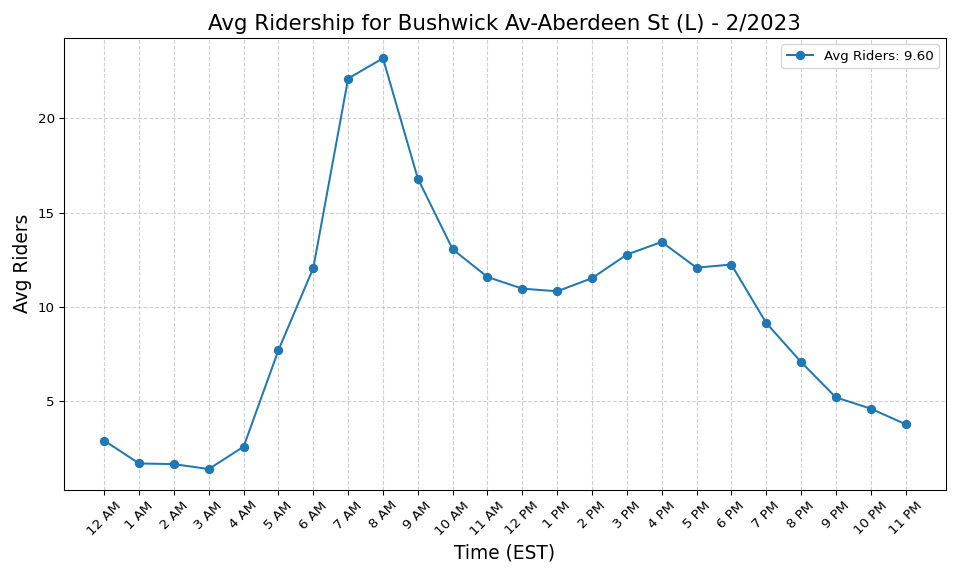 Avg Ridership for Bushwick Av-Aberdeen St (L) - 2/2023
Avg Riders: 9.60
Avg Riders
20
15
10
5
12 AM
1 AM
2 AM
3 AM
4 AM
5 AM
6 AM
7 AM
8 AM
9 AM
10 AM
11 AM
12 PM
1 PM
2 PM
3 PM
4 PM
5 PM
6 PM
7 PM
8 PM
9 PM
10 PM
11 PM
Time (EST)